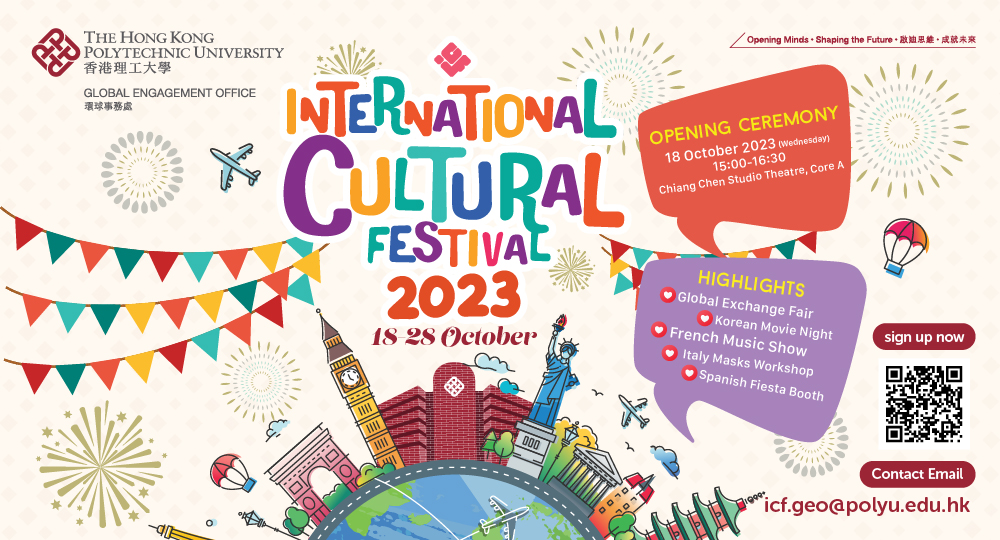 THE HONG KONG
POLYTECHNIC UNIVERSITY
香港理工大學
GLOBAL ENGAGEMENT OFFICE
環球事務處
Opening Minds • Shaping the Future • 啟迪思維 • 成就未來
INTERNATIONAL
CULTURAL
FESTIVAL
2023
18-28 October
OPENING CEREMONY
18 October 2023 (Wednesday)
15:00-16:30
Chiang Chen Studio Theatre, Core A
HIGHLIGHTS
Global Exchange Fair
Korean Movie Night
French Music Show
Italy Masks Workshop
Spanish Fiesta Booth
sign up now
Contact Email
icf.geo@polyu.edu.hk